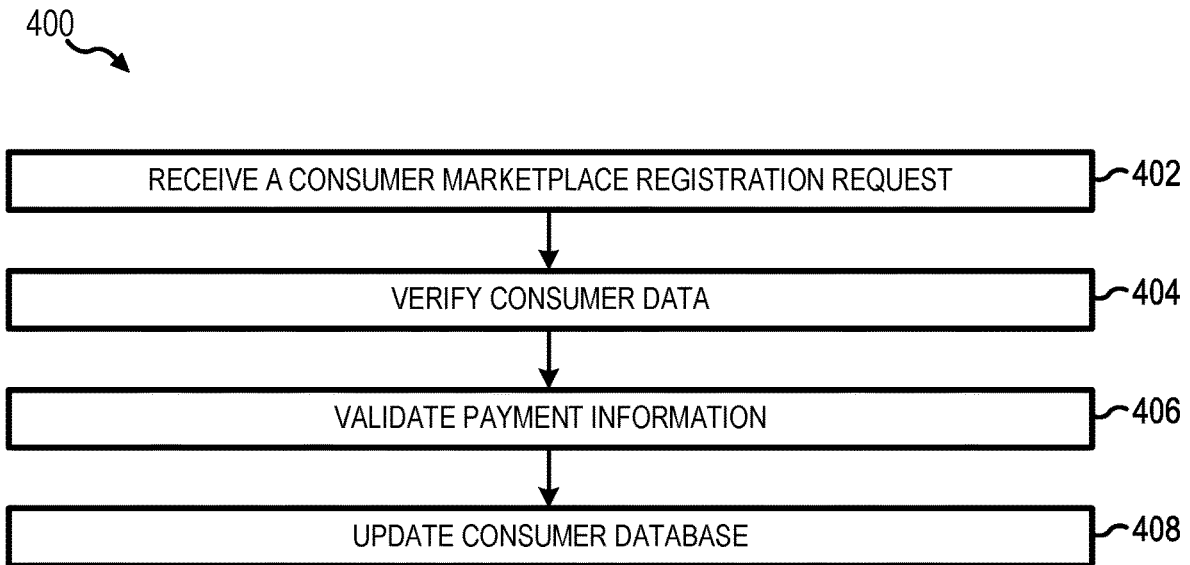 400
RECEIVE A CONSUMER MARKETPLACE REGISTRATION REQUEST
402
VERIFY CONSUMER DATA
404
VALIDATE PAYMENT INFORMATION
406
UPDATE CONSUMER DATABASE
408